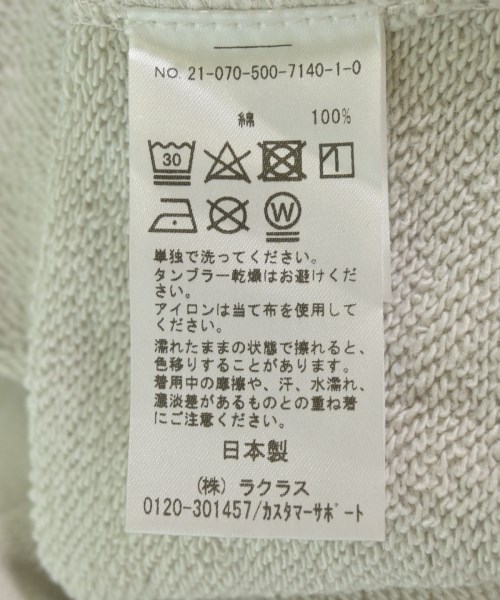 NO. 21-070-500-7140-1-0
綿 100%
30
W
単独で洗ってください。
タンブラー乾燥はお避けくだ
さい。
アイロンは当て布を使用して
ください。
濡れたままの状態で擦れると、
色移りすることがあります。
着用中の摩擦や、汗、水濡れ、
濃淡差があるものとの重ね着
にご注意ください。
日本製
(株) ラクラス
0120-301457/カスタマーサポート